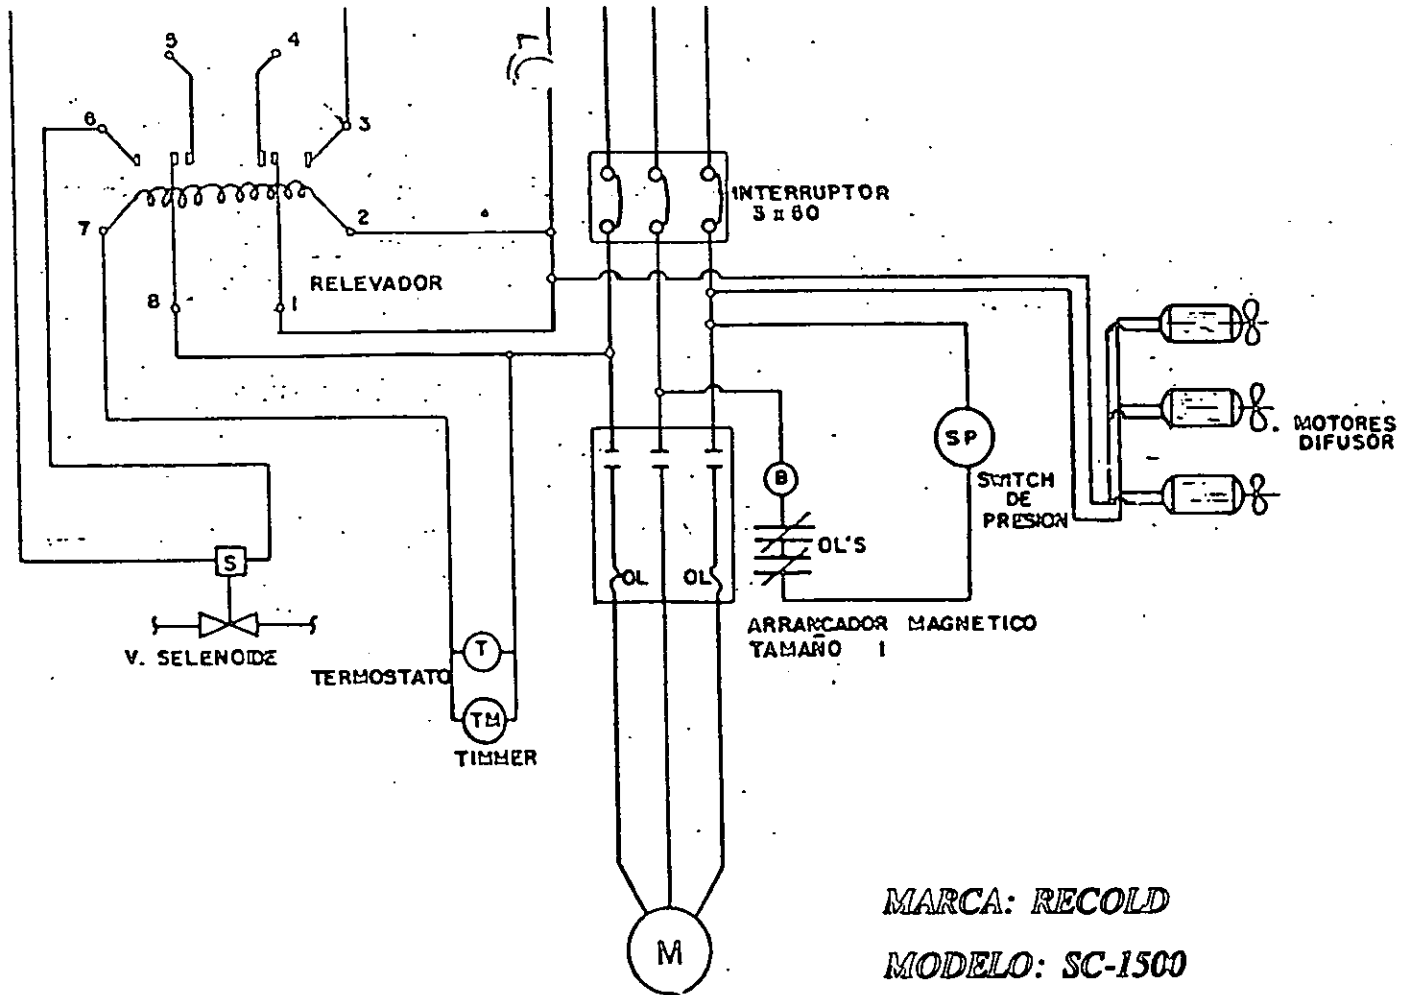 5
4
6
3
7
2
RELEVADOR
8
1
INTERRUPTOR
3 x 60
S
V. SELENOIDE
TERMOSTATO
T
TM
TIMMER
B
OL'S
OL
OL
ARRANCADOR MAGNETICO
TAMAÑO 1
SP
SWITCH
DE
PRESION
MOTORES
DIFUSOR
M
MARCA: RECOLD
MODELO: SC-1500